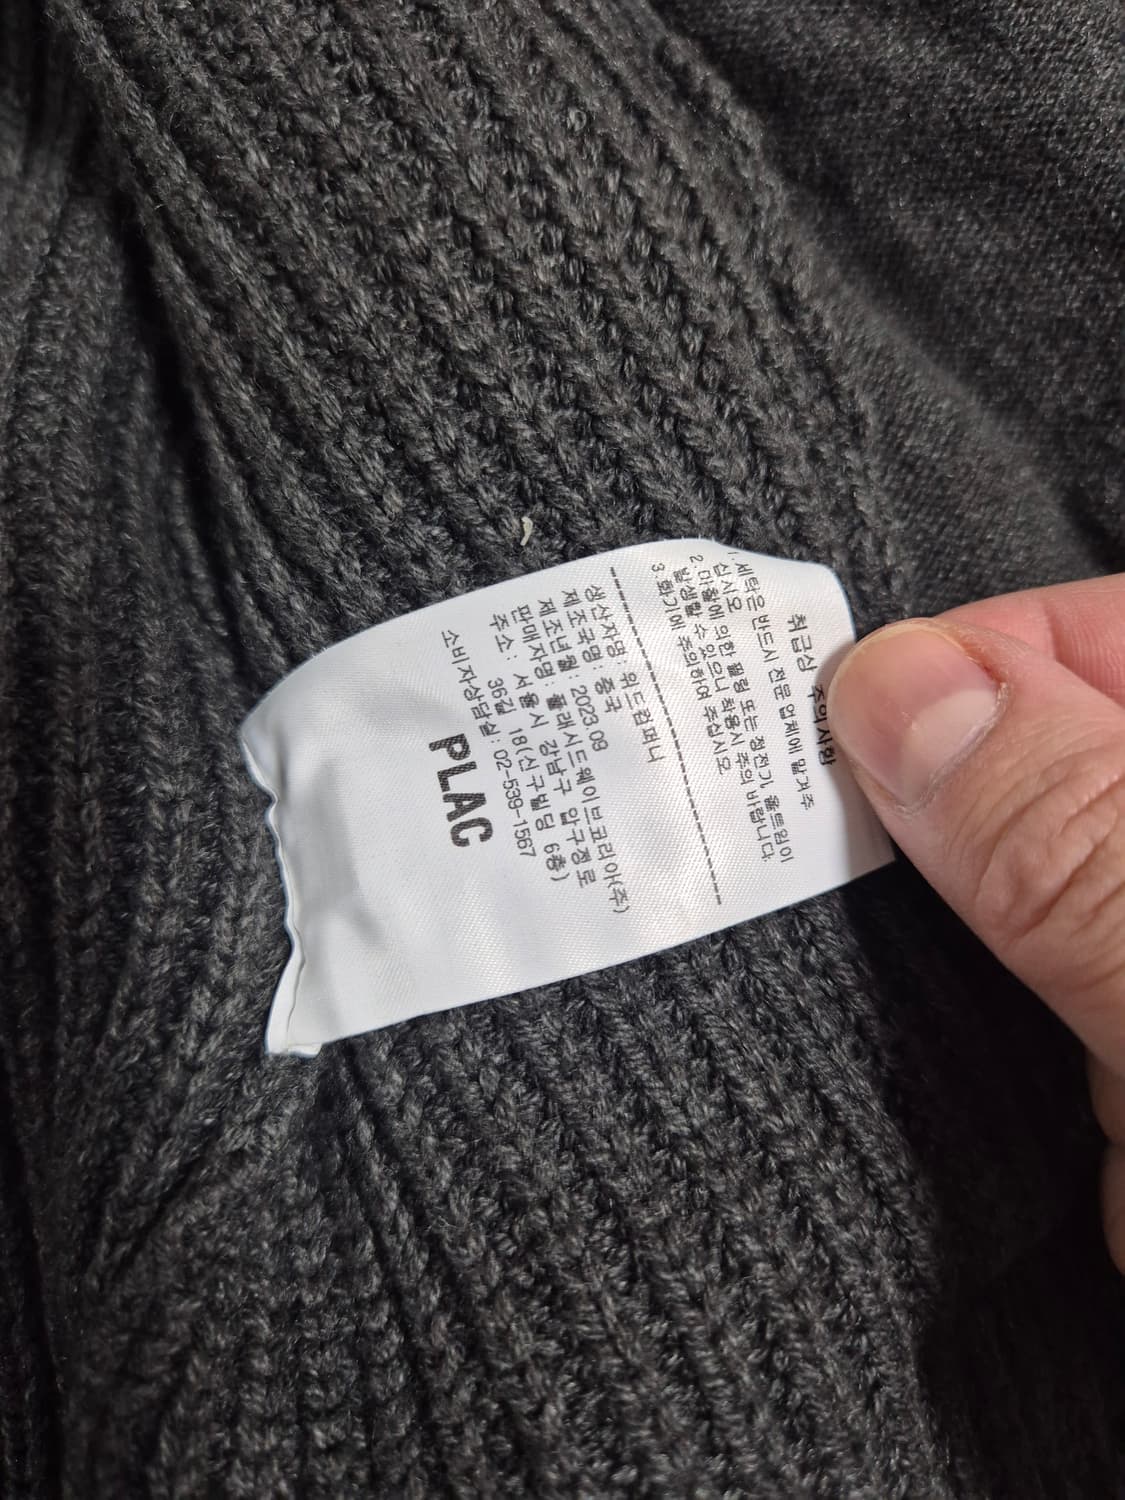 취급상 주의사항
1. 세탁은 반드시 전문 업체에 맡겨주
십시오
2. 마찰에 의한 필링 또는 정전기, 올뜯임이
발생할 수 있으니 착용시 주의 바랍니다
3. 화기에 주의하여 주십시오
생산자명: 위드컴퍼니
제조국명: 중국
제조년월: 2023.09
판매자명: 플래시드웨이브코리아(주)
주소: 서울시 강남구 압구정로
36길 18(신구빌딩 6층)
소비자상담실: 02-539-1567
PLAC